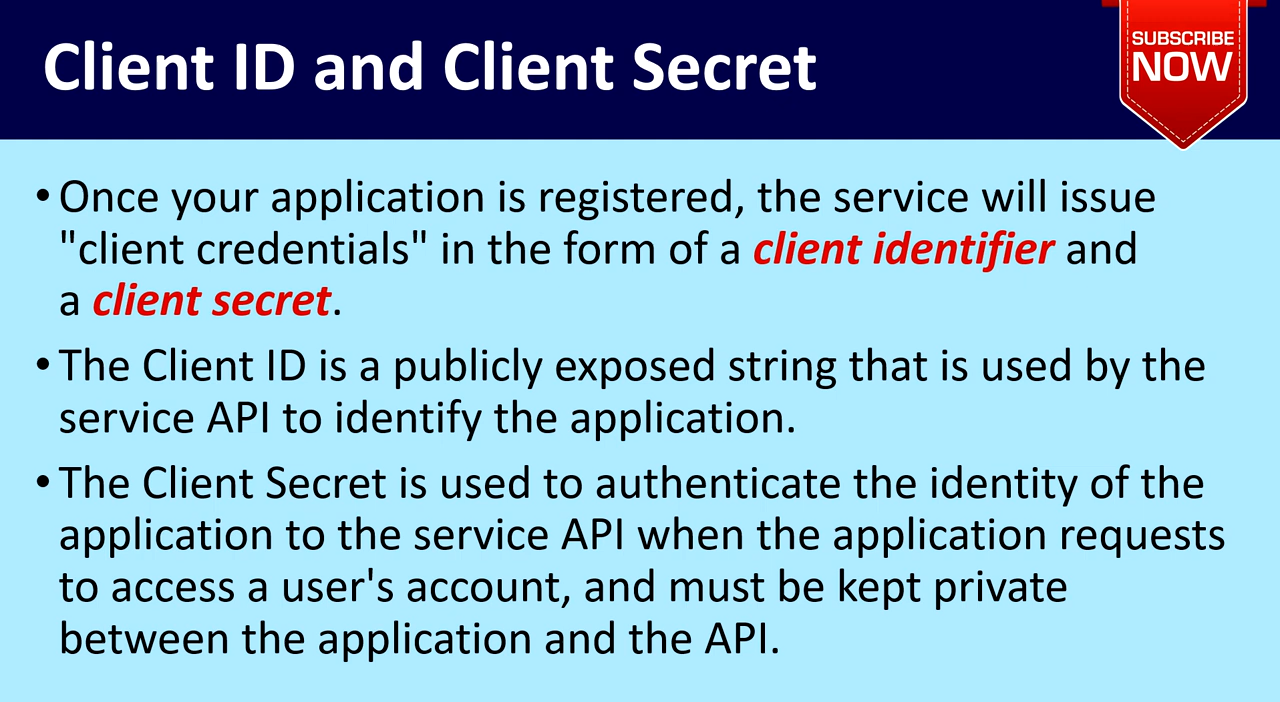 Client ID and Client Secret
SUBSCRIBE
NOW
• Once your application is registered, the service will issue
"client credentials" in the form of a client identifier and
a client secret.
• The Client ID is a publicly exposed string that is used by the
service API to identify the application.
• The Client Secret is used to authenticate the identity of the
application to the service API when the application requests
to access a user's account, and must be kept private
between the application and the API.